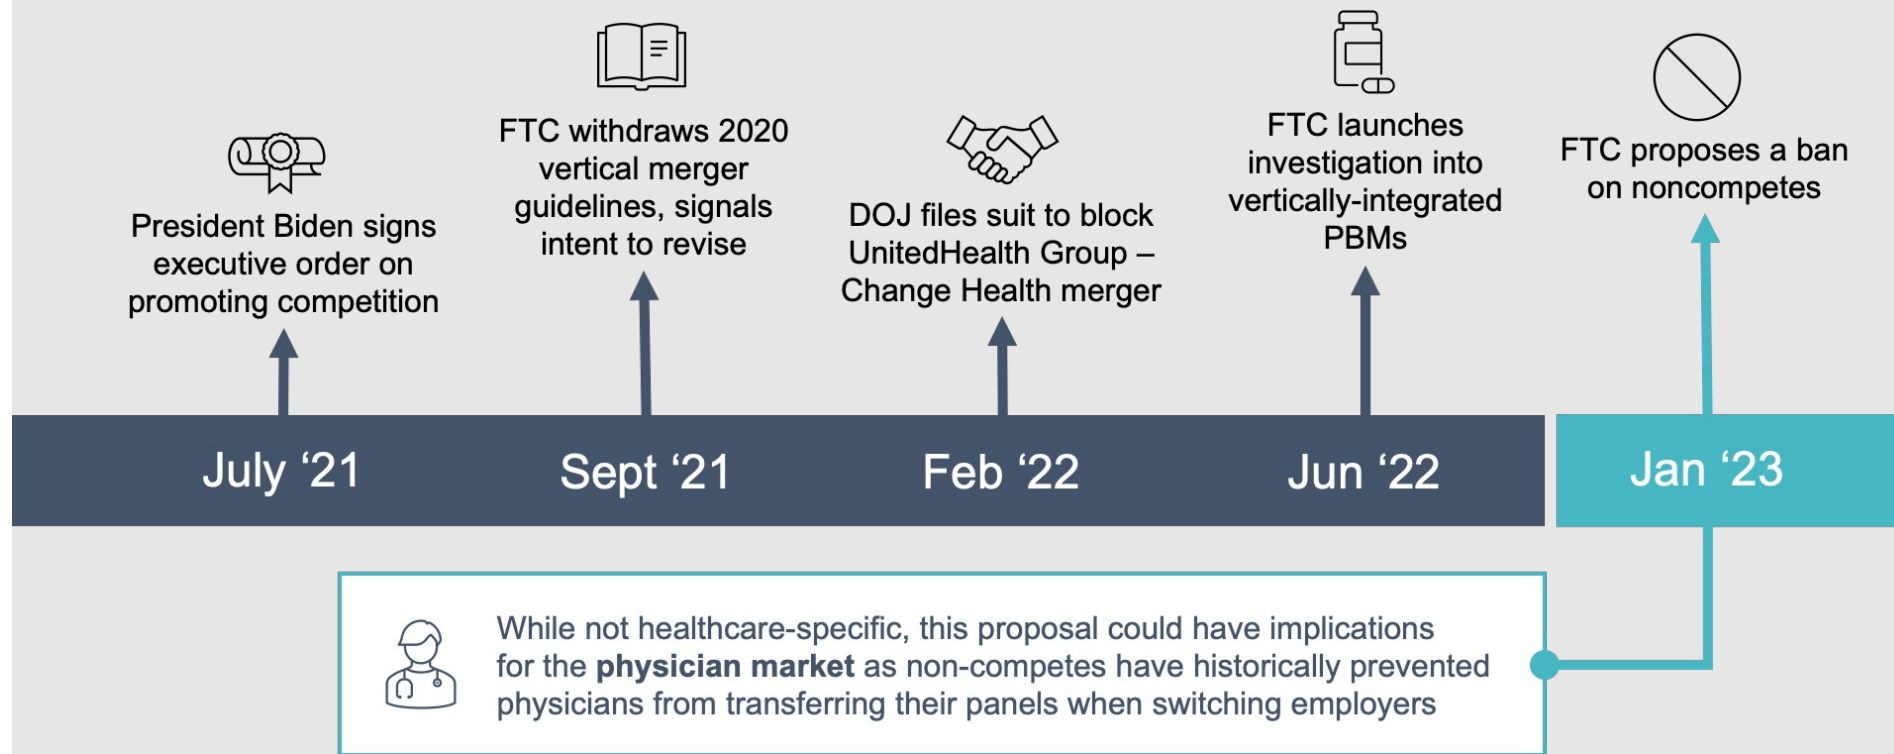 President Biden signs
executive order on
promoting competition
FTC withdraws 2020
vertical merger
guidelines, signals
intent to revise
DOJ files suit to block
UnitedHealth Group –
Change Health merger
FTC launches
investigation into
vertically-integrated
PBMs
FTC proposes a ban
on noncompetes
July ‘21
Sept ‘21
Feb ‘22
Jun ‘22
Jan ‘23
While not healthcare-specific, this proposal could have implications
for the physician market as non-competes have historically prevented
physicians from transferring their panels when switching employers